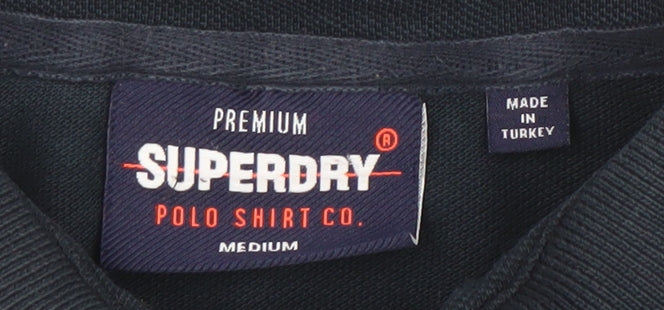 PREMIUM
SUPERDRY®
POLO SHIRT CO.
MEDIUM
MADE
IN
TURKEY